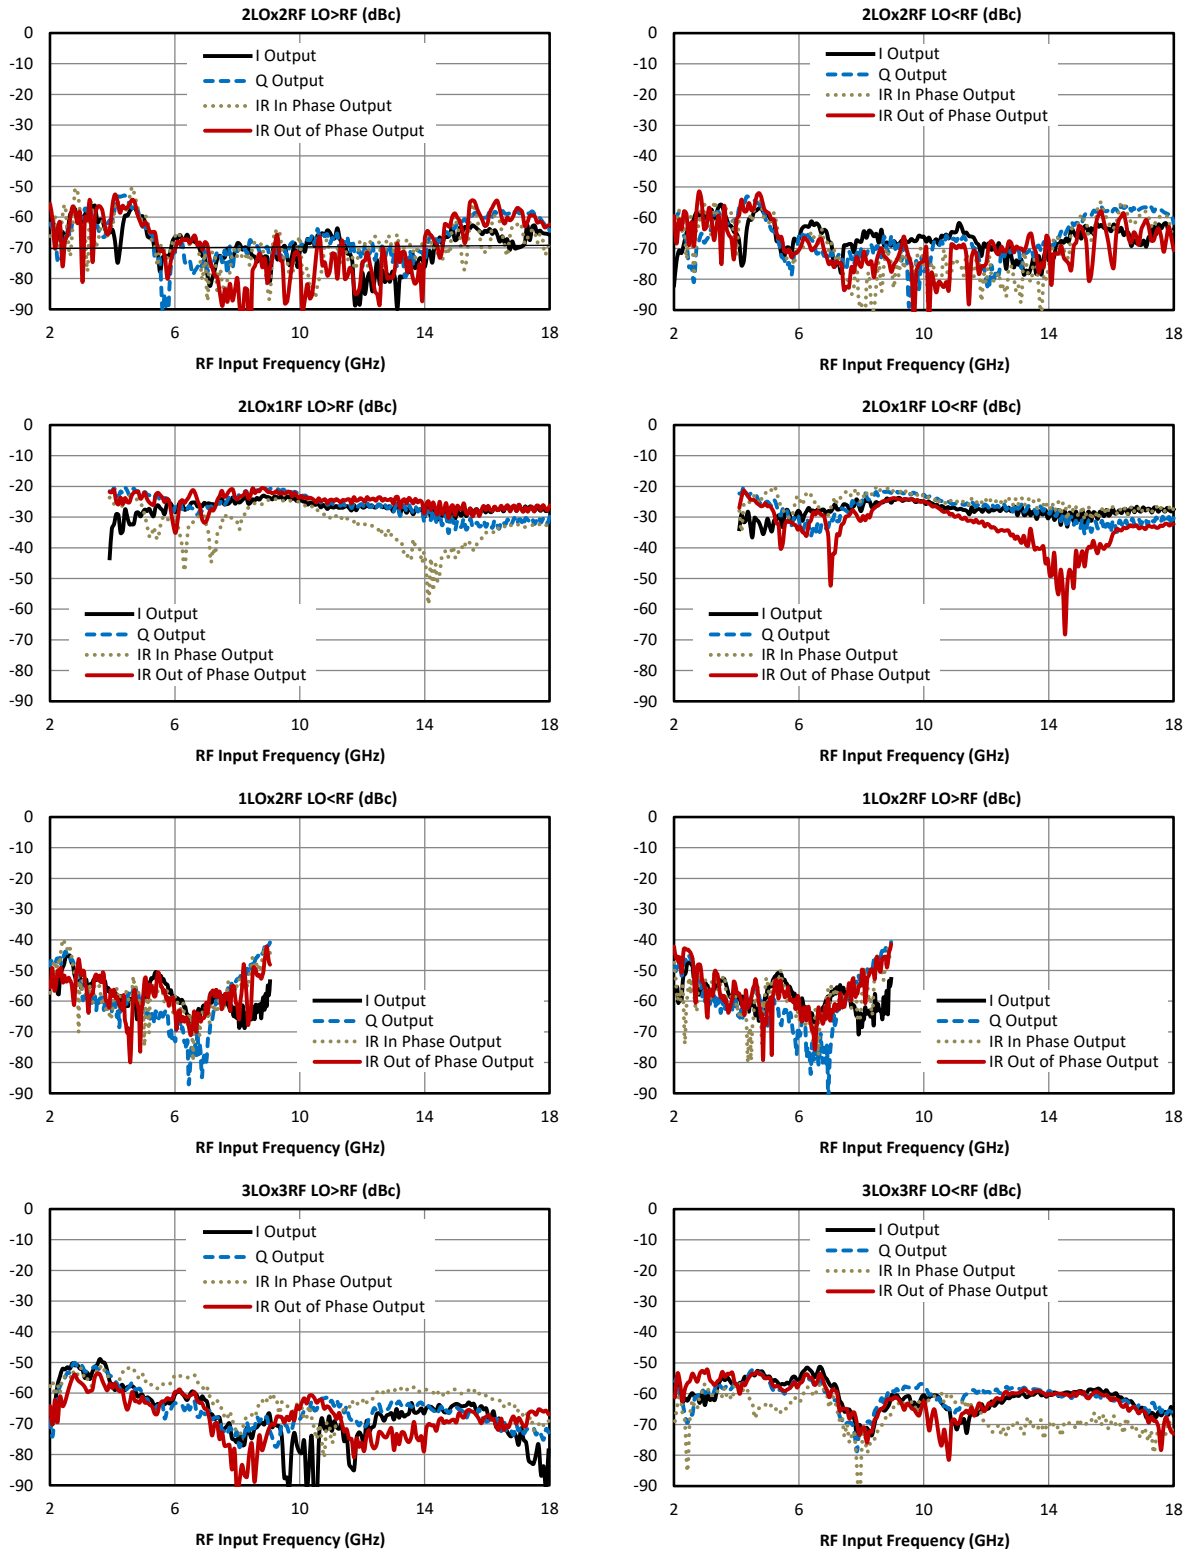 2LOx2RF LO>RF (dBc)
0
-10
-20
-30
-40
-50
-60
-70
-80
-90
I Output
Q Output
IR In Phase Output
IR Out of Phase Output
2 6 10 14 18
RF Input Frequency (GHz)
2LOx2RF LO<RF (dBc)
0
-10
-20
-30
-40
-50
-60
-70
-80
-90
I Output
Q Output
IR In Phase Output
IR Out of Phase Output
2 6 10 14 18
RF Input Frequency (GHz)
2LOx1RF LO>RF (dBc)
0
-10
-20
-30
-40
-50
-60
-70
-80
-90
I Output
Q Output
IR In Phase Output
IR Out of Phase Output
2 6 10 14 18
RF Input Frequency (GHz)
2LOx1RF LO<RF (dBc)
0
-10
-20
-30
-40
-50
-60
-70
-80
-90
I Output
Q Output
IR In Phase Output
IR Out of Phase Output
2 6 10 14 18
RF Input Frequency (GHz)
1LOx2RF LO<RF (dBc)
0
-10
-20
-30
-40
-50
-60
-70
-80
-90
I Output
Q Output
IR In Phase Output
IR Out of Phase Output
2 6 10 14 18
RF Input Frequency (GHz)
1LOx2RF LO>RF (dBc)
0
-10
-20
-30
-40
-50
-60
-70
-80
-90
I Output
Q Output
IR In Phase Output
IR Out of Phase Output
2 6 10 14 18
RF Input Frequency (GHz)
3LOx3RF LO>RF (dBc)
0
-10
-20
-30
-40
-50
-60
-70
-80
-90
I Output
Q Output
IR In Phase Output
IR Out of Phase Output
2 6 10 14 18
RF Input Frequency (GHz)
3LOx3RF LO<RF (dBc)
0
-10
-20
-30
-40
-50
-60
-70
-80
-90
I Output
Q Output
IR In Phase Output
IR Out of Phase Output
2 6 10 14 18
RF Input Frequency (GHz)